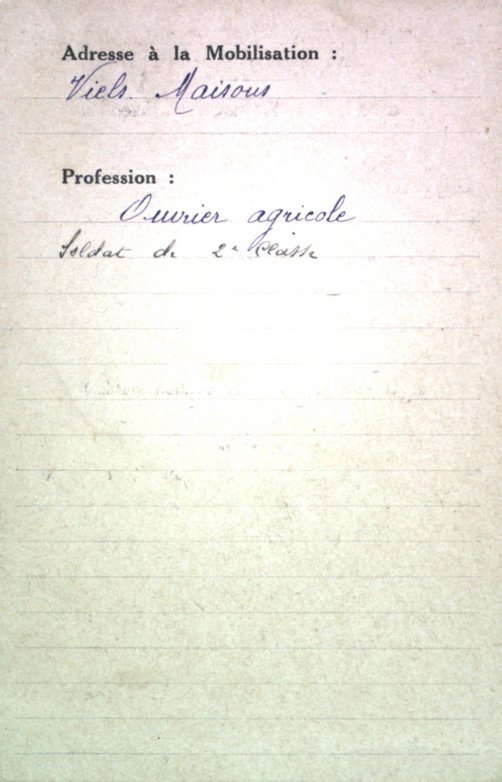 Adresse à la Mobilisation :
Viels Maisons
Profession :
Ouvrier agricole
Soldat de 2e classe